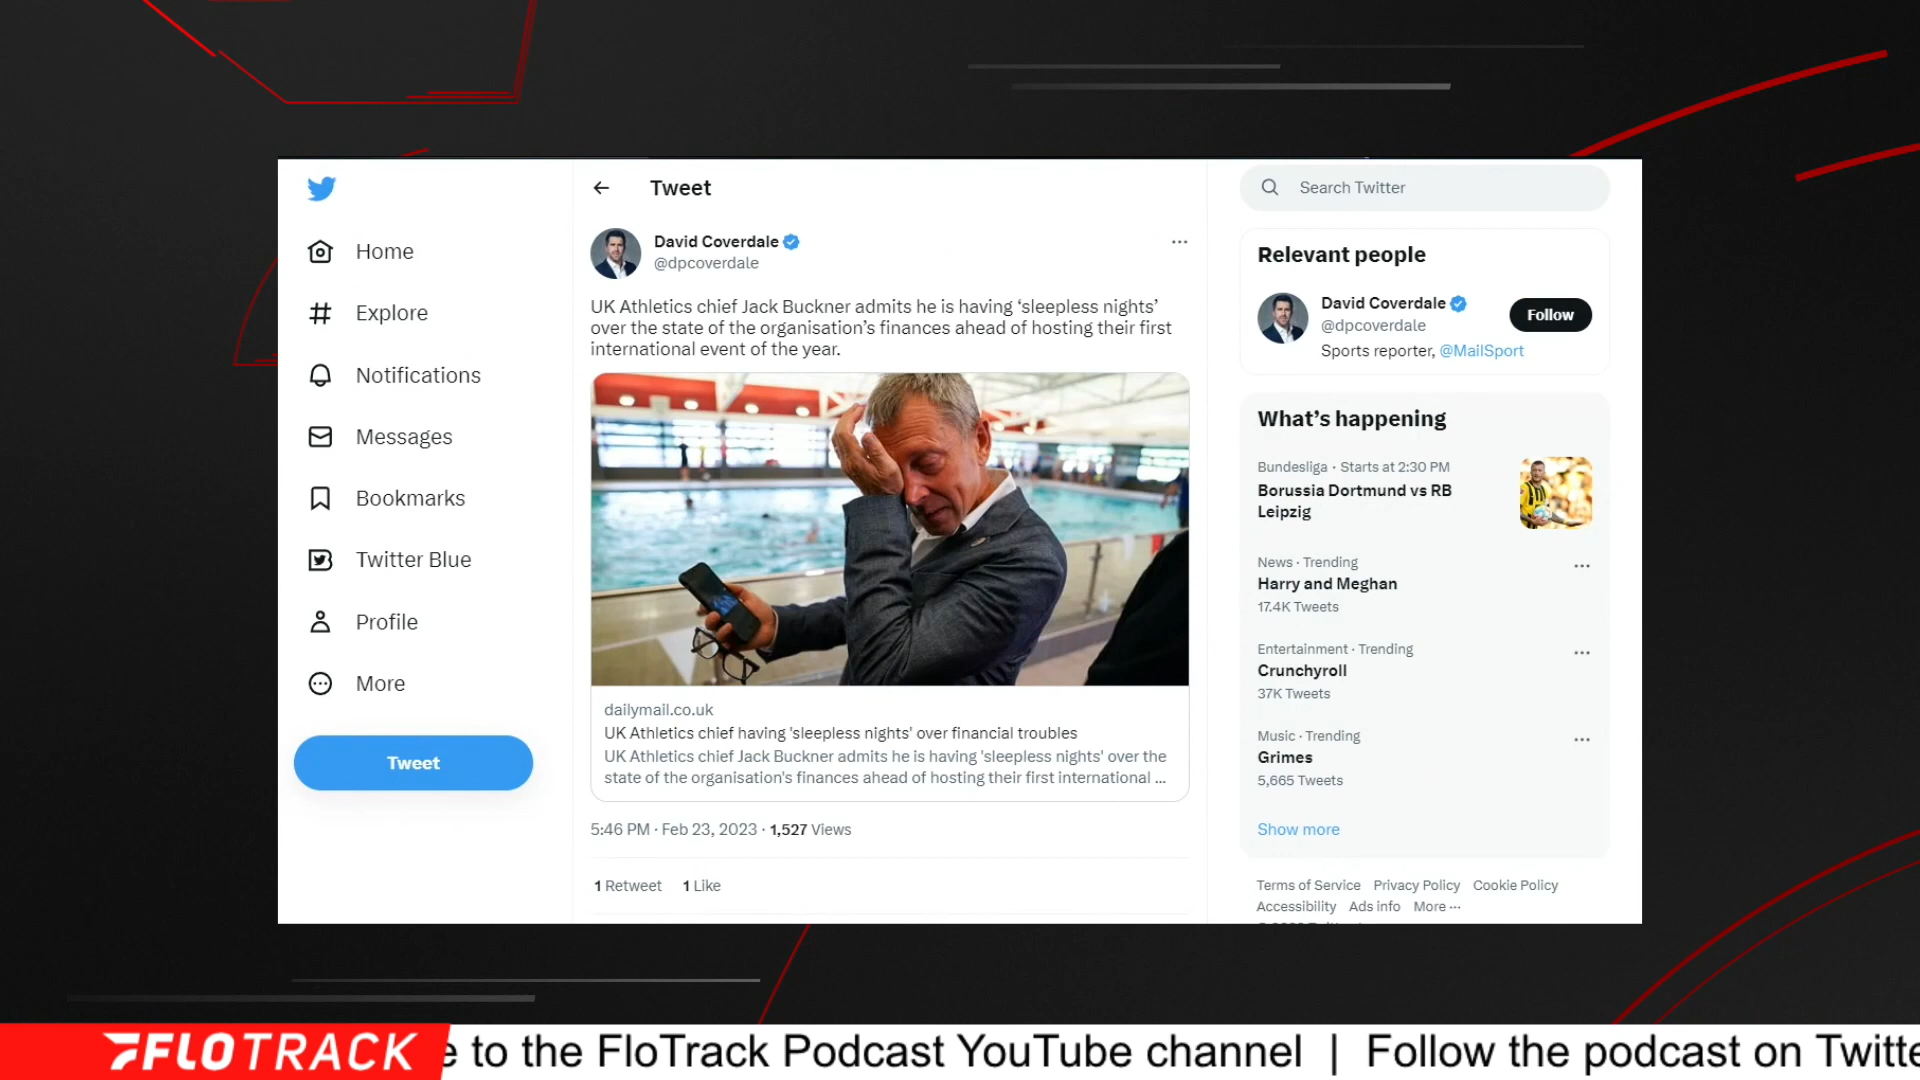 Home
Explore
Notifications
Messages
Bookmarks
Twitter Blue
Profile
More
Tweet
Tweet
David Coverdale
@dpcoverdale
UK Athletics chief Jack Buckner admits he is having ‘sleepless nights’
over the state of the organisation’s finances ahead of hosting their first
international event of the year.
dailymail.co.uk
UK Athletics chief having 'sleepless nights' over financial troubles
UK Athletics chief Jack Buckner admits he is having 'sleepless nights' over the
state of the organisation's finances ahead of hosting their first international ...
5:46 PM · Feb 23, 2023 · 1,527 Views
1 Retweet 1 Like
Search Twitter
Relevant people
David Coverdale
@dpcoverdale
Follow
Sports reporter, @MailSport
What’s happening
Bundesliga · Starts at 2:30 PM
Borussia Dortmund vs RB
Leipzig
News · Trending
Harry and Meghan
17.4K Tweets
Entertainment · Trending
Crunchyroll
37K Tweets
Music · Trending
Grimes
5,665 Tweets
Show more
Terms of Service Privacy Policy Cookie Policy
Accessibility Ads info More ···
FLOTRACK
e to the FloTrack Podcast YouTube channel | Follow the podcast on Twitte